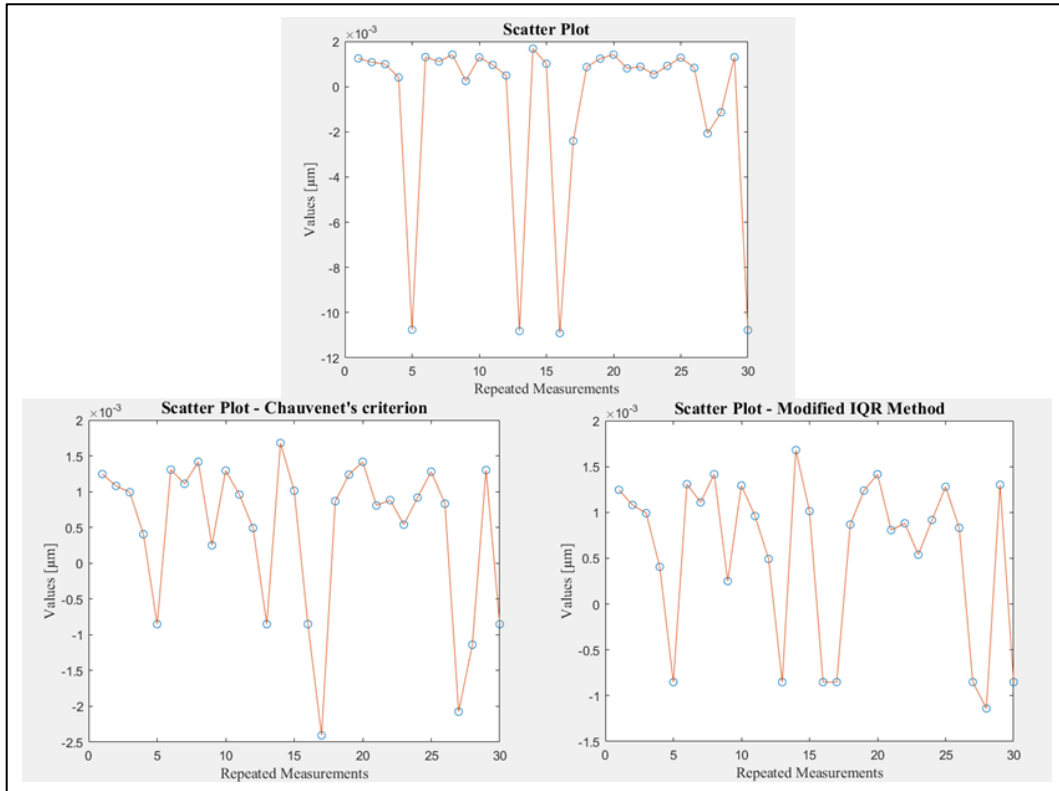 Scatter Plot
×10⁻³
2
0
-2
-4
-6
-8
-10
-12
Values [μm]
0 5 10 15 20 25 30
Repeated Measurements
Scatter Plot - Chauvenet's criterion
×10⁻³
2
1.5
1
0.5
0
-0.5
-1
-1.5
-2
-2.5
Values [μm]
0 5 10 15 20 25 30
Repeated Measurements
Scatter Plot - Modified IQR Method
×10⁻³
2
1.5
1
0.5
0
-0.5
-1
-1.5
Values [μm]
0 5 10 15 20 25 30
Repeated Measurements